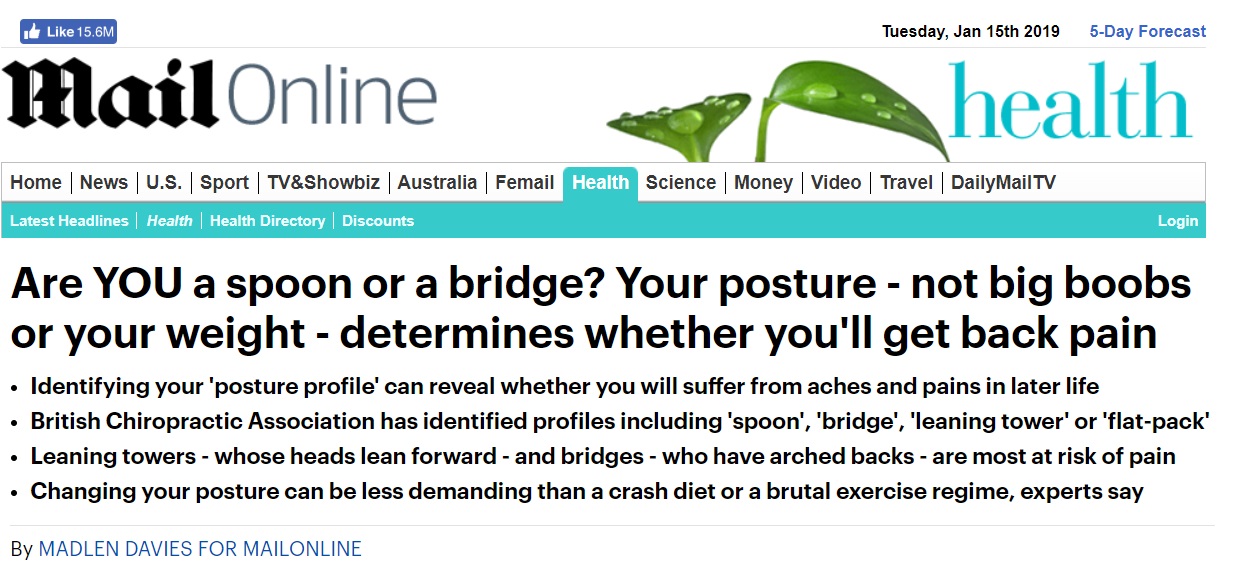 Like 15.6M
Tuesday, Jan 15th 2019 5-Day Forecast
Mail Online health
Home News U.S. Sport TV&Showbiz Australia Femail Health Science Money Video Travel DailyMailTV
Latest Headlines Health Health Directory Discounts Login
Are YOU a spoon or a bridge? Your posture - not big boobs
or your weight - determines whether you'll get back pain
• Identifying your 'posture profile' can reveal whether you will suffer from aches and pains in later life
• British Chiropractic Association has identified profiles including 'spoon', 'bridge', 'leaning tower' or 'flat-pack'
• Leaning towers - whose heads lean forward - and bridges - who have arched backs - are most at risk of pain
• Changing your posture can be less demanding than a crash diet or a brutal exercise regime, experts say
By MADLEN DAVIES FOR MAILONLINE